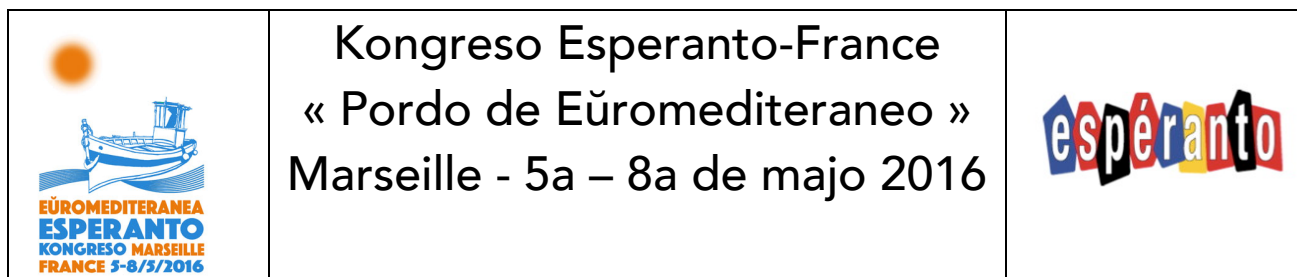 EŬROMEDITERANEA
ESPERANTO
KONGRESO MARSEILLE
FRANCE 5-8/5/2016
Kongreso Esperanto-France
« Pordo de Eŭromediteraneo »
Marseille - 5a – 8a de majo 2016
espéranto